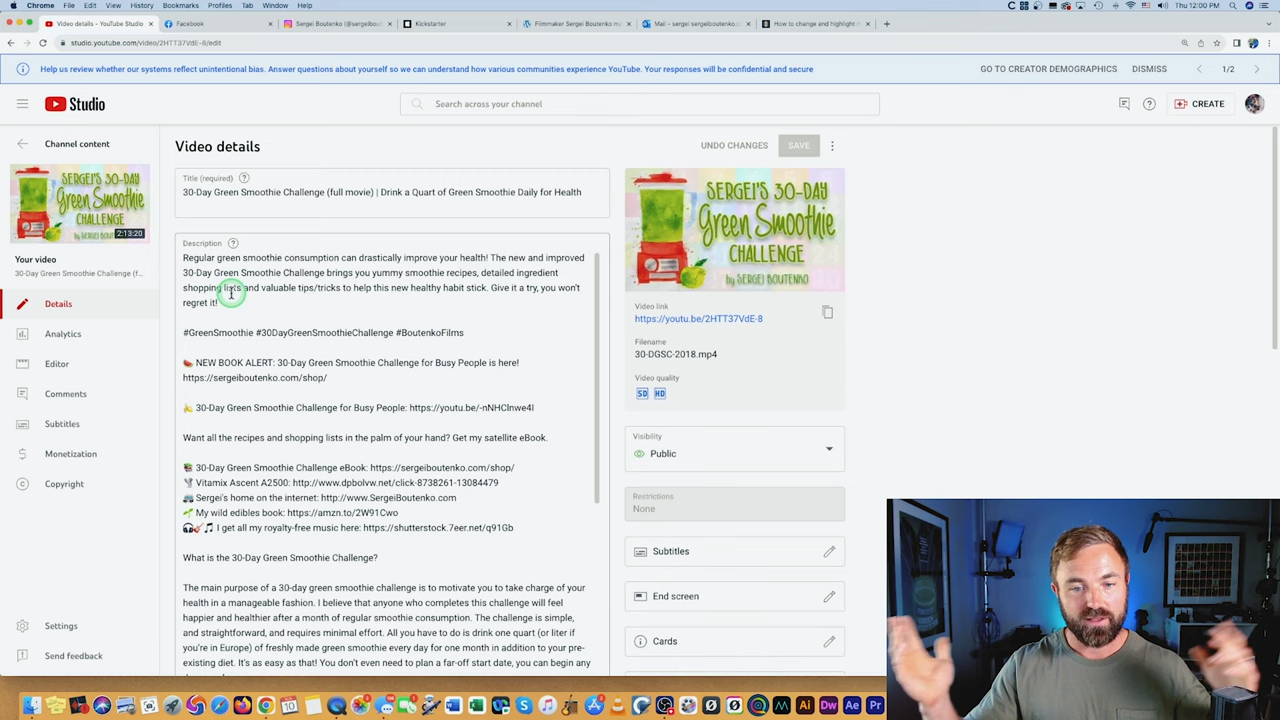 Chrome File Edit View History Bookmarks Profiles Tab Window Help
Thu 12:00 PM
Video details - YouTube Studio
Facebook
Sergei Boutenko (@sergeibout
Kickstarter
Filmmaker Sergei Boutenko m
Mail – sergei sergeiboutenko.
How to change and highlight m
studio.youtube.com/video/2HTT37VdE-8/edit
Help us review whether our systems reflect unintentional bias. Answer questions about yourself so we can understand how various communities experience YouTube. Your responses will be confidential and secure
GO TO CREATOR DEMOGRAPHICS
DISMISS
1/2
Studio
Search across your channel
CREATE
Channel content
SERGEI'S 30-DAY
Green Smoothie
CHALLENGE
by SERGEI BOUTENKO
2:13:20
Your video
30-Day Green Smoothie Challenge (f...
Details
Analytics
Editor
Comments
Subtitles
Monetization
Copyright
Settings
Send feedback
Video details
UNDO CHANGES
SAVE
Title (required)
30-Day Green Smoothie Challenge (full movie) | Drink a Quart of Green Smoothie Daily for Health
Description
Regular green smoothie consumption can drastically improve your health! The new and improved
30-Day Green Smoothie Challenge brings you yummy smoothie recipes, detailed ingredient
shopping lists and valuable tips/tricks to help this new healthy habit stick. Give it a try, you won't
regret it!
#GreenSmoothie #30DayGreenSmoothieChallenge #BoutenkoFilms
🍉 NEW BOOK ALERT: 30-Day Green Smoothie Challenge for Busy People is here!
https://sergeiboutenko.com/shop/
🍌 30-Day Green Smoothie Challenge for Busy People: https://youtu.be/-nNHClnwe4I
Want all the recipes and shopping lists in the palm of your hand? Get my satellite eBook.
30-Day Green Smoothie Challenge eBook: https://sergeiboutenko.com/shop/
Vitamix Ascent A2500: http://www.dpbolvw.net/click-8738261-13084479
Sergei's home on the internet: http://www.SergeiBoutenko.com
🌱 My wild edibles book: https://amzn.to/2W91Cwo
🎧🎸🎵 I get all my royalty-free music here: https://shutterstock.7eer.net/q91Gb
What is the 30-Day Green Smoothie Challenge?
The main purpose of a 30-day green smoothie challenge is to motivate you to take charge of your
health in a manageable fashion. I believe that anyone who completes this challenge will feel
happier and healthier after a month of regular smoothie consumption. The challenge is simple,
and straightforward, and requires minimal effort. All you have to do is drink one quart (or liter if
you're in Europe) of freshly made green smoothie every day for one month in addition to your pre-
existing diet. It's as easy as that! You don't even need to plan a far-off start date, you can begin any
SERGEI'S 30-DAY
Green Smoothie
CHALLENGE
by SERGEI BOUTENKO
Video link
https://youtu.be/2HTT37VdE-8
Filename
30-DGSC-2018.mp4
Video quality
SD HD
Visibility
Public
Restrictions
None
Subtitles
End screen
Cards
10
Ai
Dw
Ae
Pr